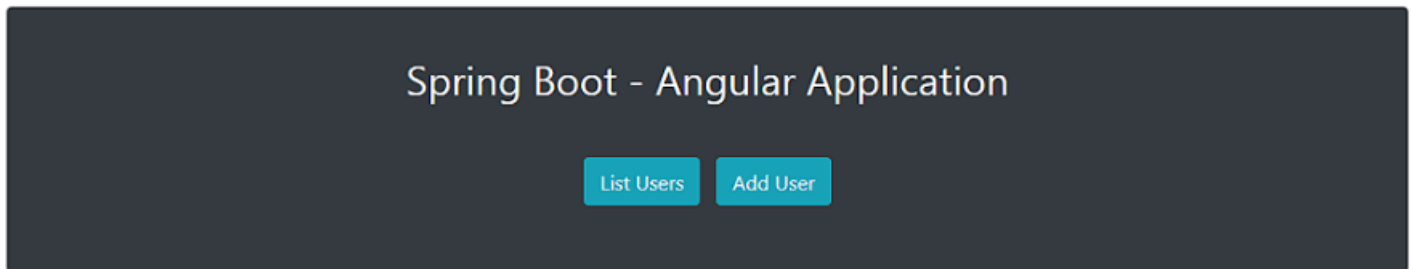 Spring Boot - Angular Application
List Users Add User